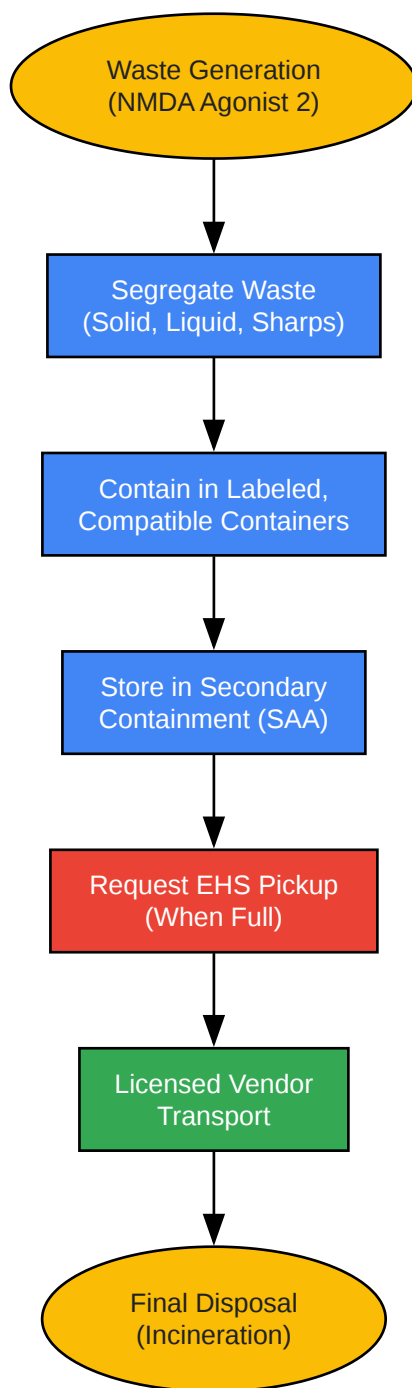 Waste Generation
(NMDA Agonist 2)
Segregate Waste
(Solid, Liquid, Sharps)
Contain in Labeled,
Compatible Containers
Store in Secondary
Containment (SAA)
Request EHS Pickup
(When Full)
Licensed Vendor
Transport
Final Disposal
(Incineration)